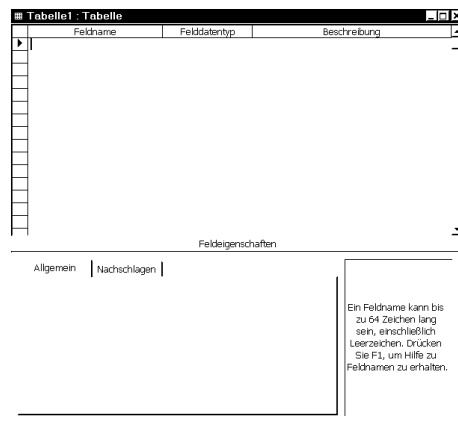 Tabelle1 : Tabelle
Feldname Felddatentyp Beschreibung
Feldeigenschaften
Allgemein Nachschlagen
Ein Feldname kann bis
zu 64 Zeichen lang
sein, einschließlich
Leerzeichen. Drücken
Sie F1, um Hilfe zu
Feldnamen zu erhalten.